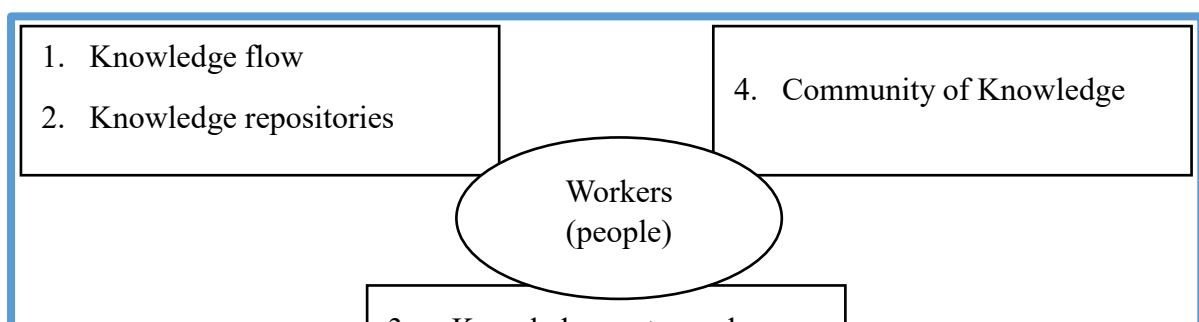 1. Knowledge flow
2. Knowledge repositories
4. Community of Knowledge
Workers
(people)